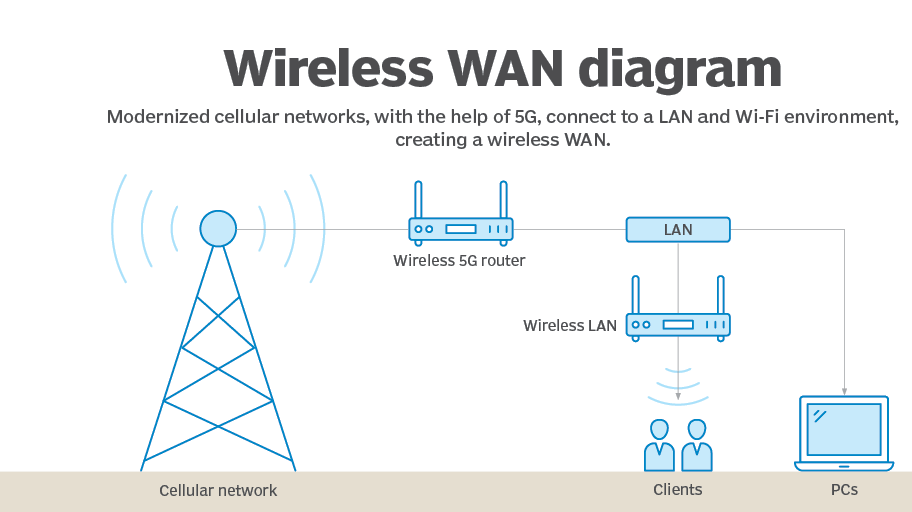 Wireless WAN diagram
Modernized cellular networks, with the help of 5G, connect to a LAN and Wi-Fi environment,
creating a wireless WAN.
LAN
Wireless 5G router
Wireless LAN
Cellular network
Clients
PCs